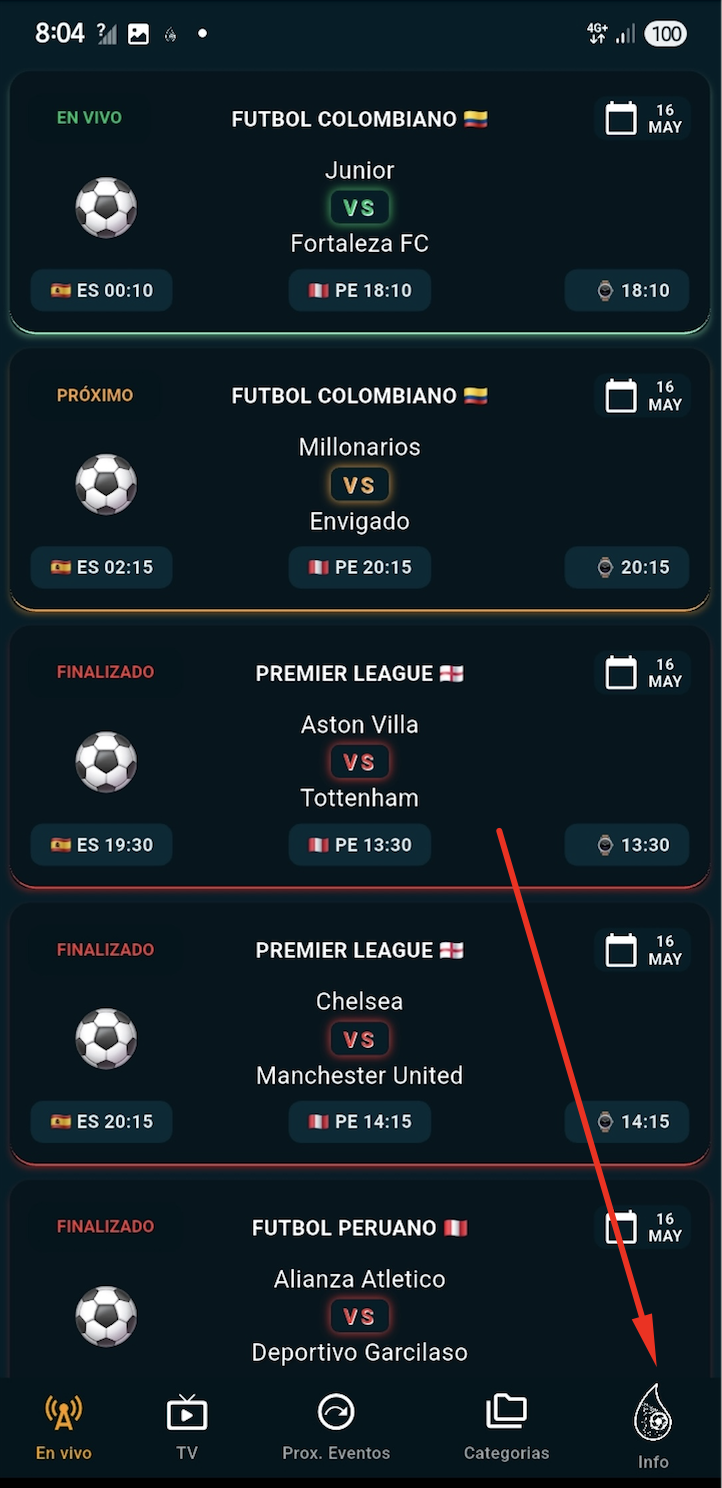 8:04 ? 4G+ 100
EN VIVO FUTBOL COLOMBIANO 🇨🇴 16 MAY
Junior
VS
Fortaleza FC
🇪🇸 ES 00:10 🇵🇪 PE 18:10 ⌚ 18:10
PRÓXIMO FUTBOL COLOMBIANO 🇨🇴 16 MAY
Millonarios
VS
Envigado
🇪🇸 ES 02:15 🇵🇪 PE 20:15 ⌚ 20:15
FINALIZADO PREMIER LEAGUE 🏴󠁧󠁢󠁥󠁮󠁧󠁿 16 MAY
Aston Villa
VS
Tottenham
🇪🇸 ES 19:30 🇵🇪 PE 13:30 ⌚ 13:30
FINALIZADO PREMIER LEAGUE 🏴󠁧󠁢󠁥󠁮󠁧󠁿 16 MAY
Chelsea
VS
Manchester United
🇪🇸 ES 20:15 🇵🇪 PE 14:15 ⌚ 14:15
FINALIZADO FUTBOL PERUANO 🇵🇪 16 MAY
Alianza Atletico
VS
Deportivo Garcilaso
En vivo TV Prox. Eventos Categorias Info